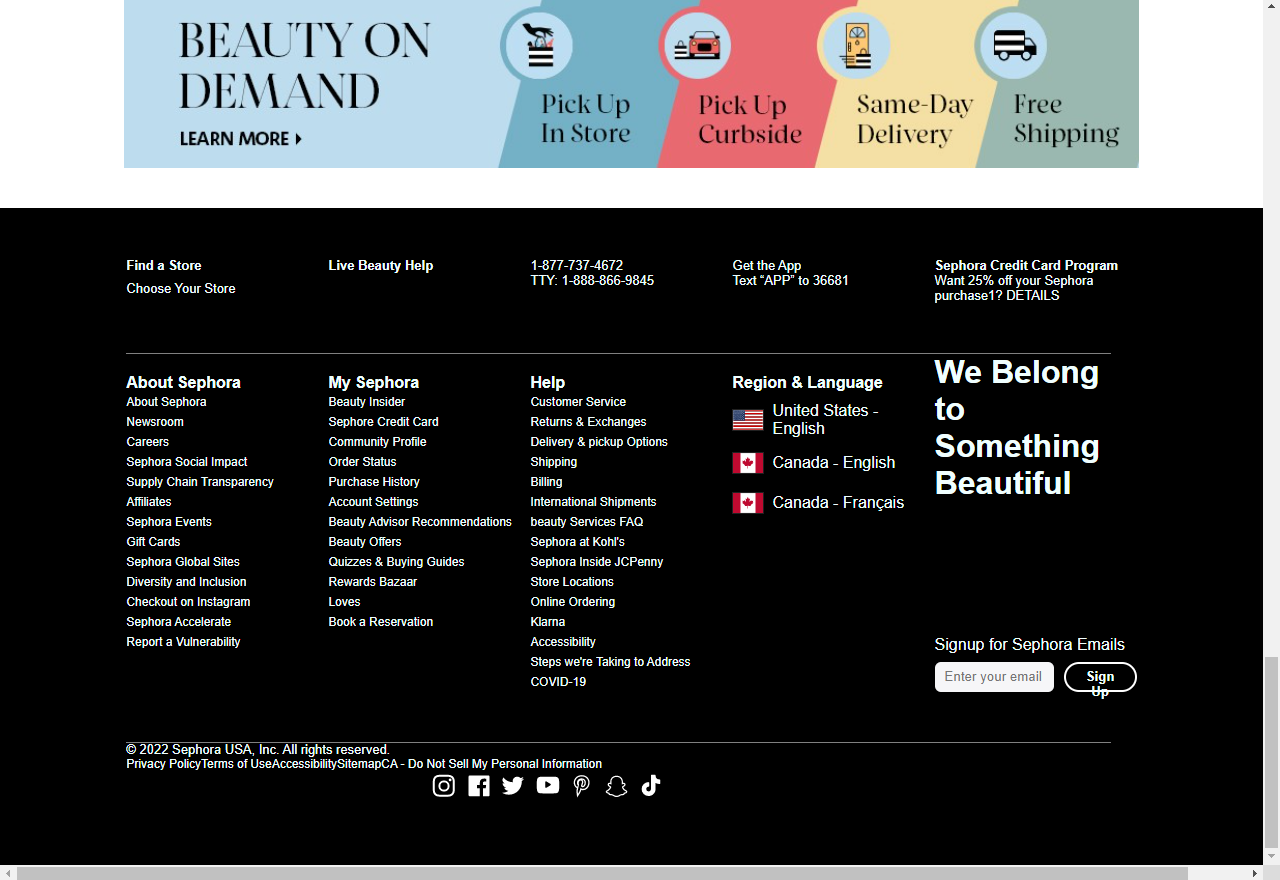 BEAUTY ON
DEMAND
LEARN MORE
Pick Up
In Store
Pick Up
Curbside
Same-Day
Delivery
Free
Shipping
Find a Store
Choose Your Store
Live Beauty Help
1-877-737-4672
TTY: 1-888-866-9845
Get the App
Text “APP” to 36681
Sephora Credit Card Program
Want 25% off your Sephora
purchase1? DETAILS
About Sephora
About Sephora
Newsroom
Careers
Sephora Social Impact
Supply Chain Transparency
Affiliates
Sephora Events
Gift Cards
Sephora Global Sites
Diversity and Inclusion
Checkout on Instagram
Sephora Accelerate
Report a Vulnerability
My Sephora
Beauty Insider
Sephore Credit Card
Community Profile
Order Status
Purchase History
Account Settings
Beauty Advisor Recommendations
Beauty Offers
Quizzes & Buying Guides
Rewards Bazaar
Loves
Book a Reservation
Help
Customer Service
Returns & Exchanges
Delivery & pickup Options
Shipping
Billing
International Shipments
beauty Services FAQ
Sephora at Kohl's
Sephora Inside JCPenny
Store Locations
Online Ordering
Klarna
Accessibility
Steps we're Taking to Address
COVID-19
Region & Language
United States -
English
Canada - English
Canada - Français
We Belong
to
Something
Beautiful
Signup for Sephora Emails
Enter your email
Sign
Up
© 2022 Sephora USA, Inc. All rights reserved.
Privacy PolicyTerms of UseAccessibilitySitemapCA - Do Not Sell My Personal Information